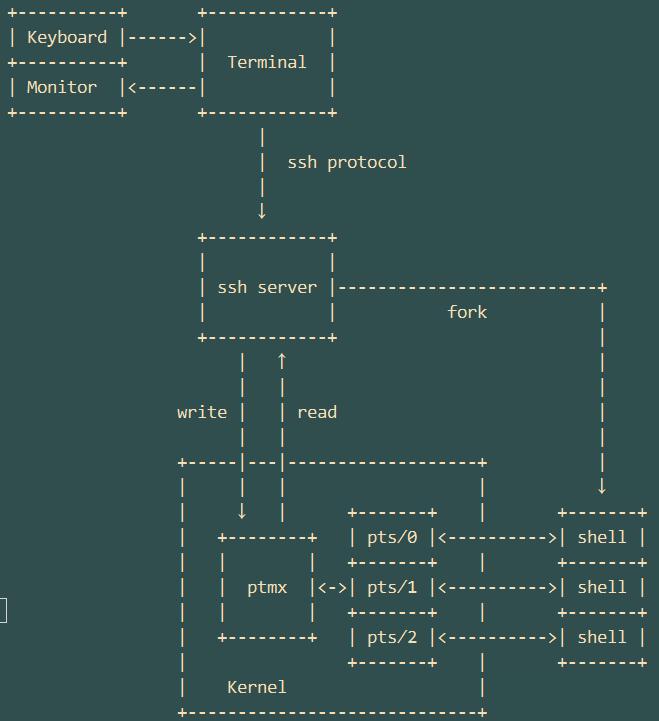 Keyboard
Terminal
Monitor
ssh protocol
ssh server
fork
write read
pts/0 shell
ptmx pts/1 shell
pts/2 shell
Kernel